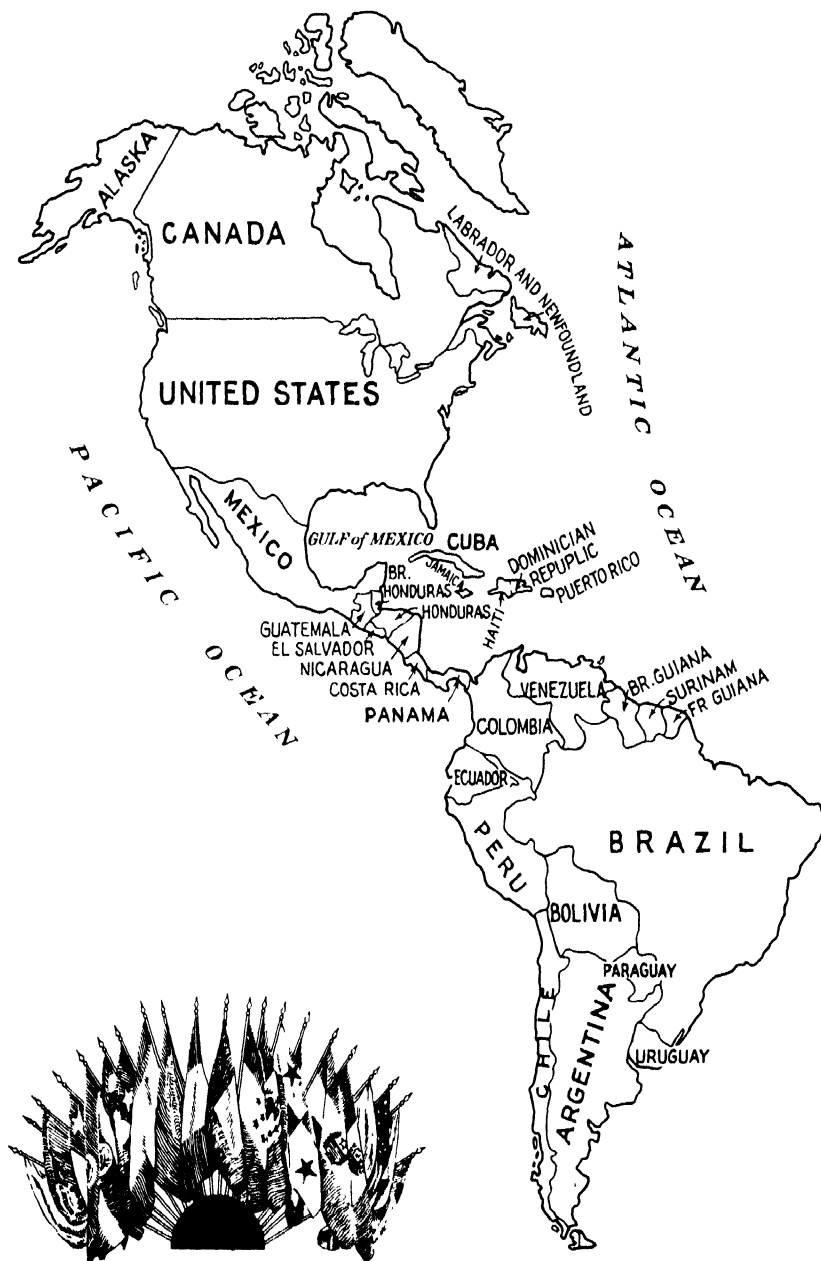 ALASKA
CANADA
LABRADOR AND NEWFOUNDLAND
ATLANTIC OCEAN
UNITED STATES
PACIFIC OCEAN
MEXICO
GULF of MEXICO
CUBA
JAMAICA
DOMINICIAN
REPUPLIC
PUERTO RICO
HAITI
BR.
HONDURAS
HONDURAS
GUATEMALA
EL SALVADOR
NICARAGUA
COSTA RICA
PANAMA
VENEZUELA
BR. GUIANA
SURINAM
FR GUIANA
COLOMBIA
ECUADOR
PERU
BRAZIL
BOLIVIA
PARAGUAY
CHILE
ARGENTINA
URUGUAY